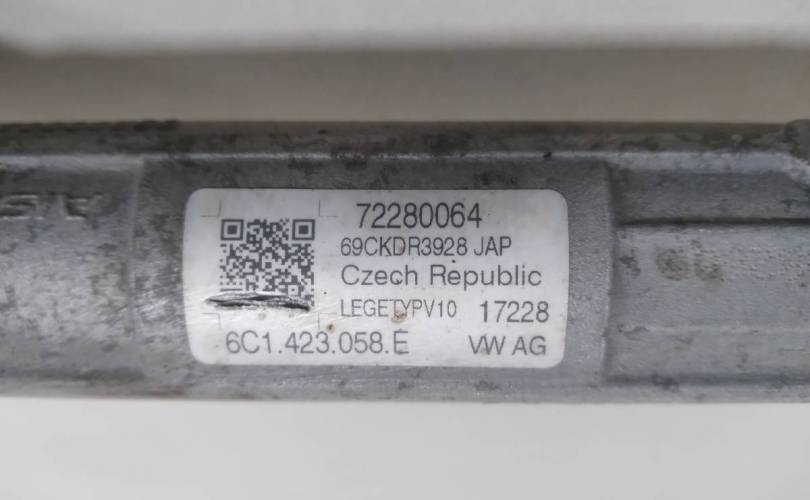 72280064
69CKDR3928 JAP
Czech Republic
LEGETYPV10 17228
6C1.423.058.E VW AG